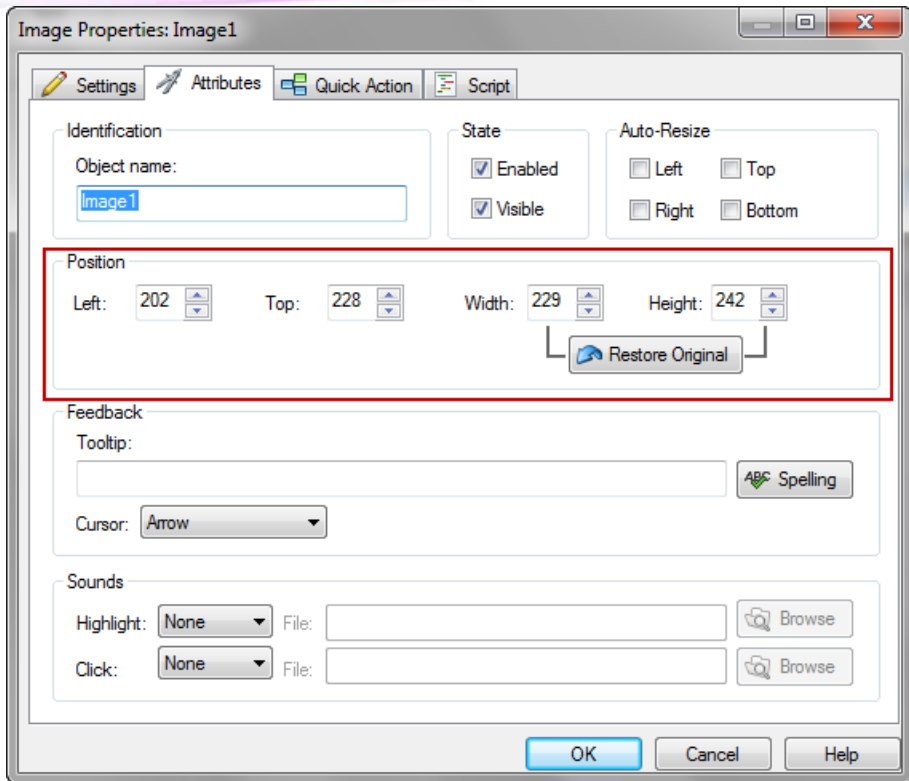 Image Properties: Image1
Settings Attributes Quick Action Script
Identification State Auto-Resize
Object name: Enabled Left Top
Image1 Visible Right Bottom
Position
Left: 202 Top: 228 Width: 229 Height: 242
Restore Original
Feedback
Tooltip:
ABC Spelling
Cursor: Arrow
Sounds
Highlight: None File: Browse
Click: None File: Browse
OK Cancel Help